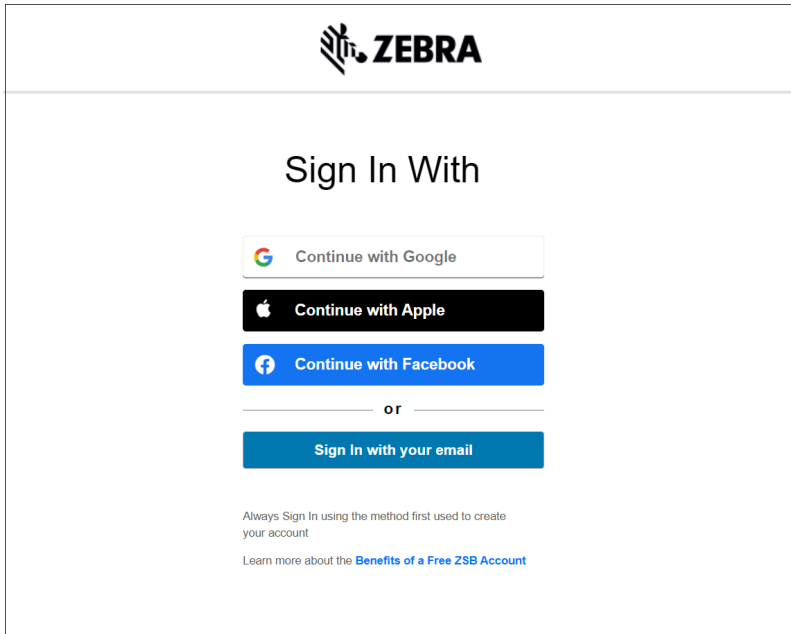 ZEBRA
Sign In With
Continue with Google
Continue with Apple
Continue with Facebook
or
Sign In with your email
Always Sign In using the method first used to create
your account
Learn more about the Benefits of a Free ZSB Account